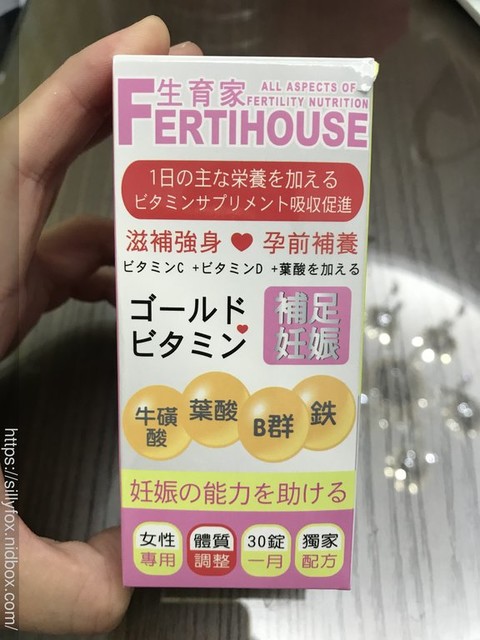 生育家
ALL ASPECTS OF
FERTILITY NUTRITION
FERTIHOUSE
1日の主な栄養を加える
ビタミンサプリメント吸収促進
滋補強身 ♥ 孕前補養
ビタミンC +ビタミンD +葉酸を加える
ゴールド
ビタミン
補足
妊娠
牛磺酸
葉酸
B群
鉄
妊娠の能力を助ける
女性專用
體質調整
30錠一月
獨家配方
https://sillyfox.nidbox.com/